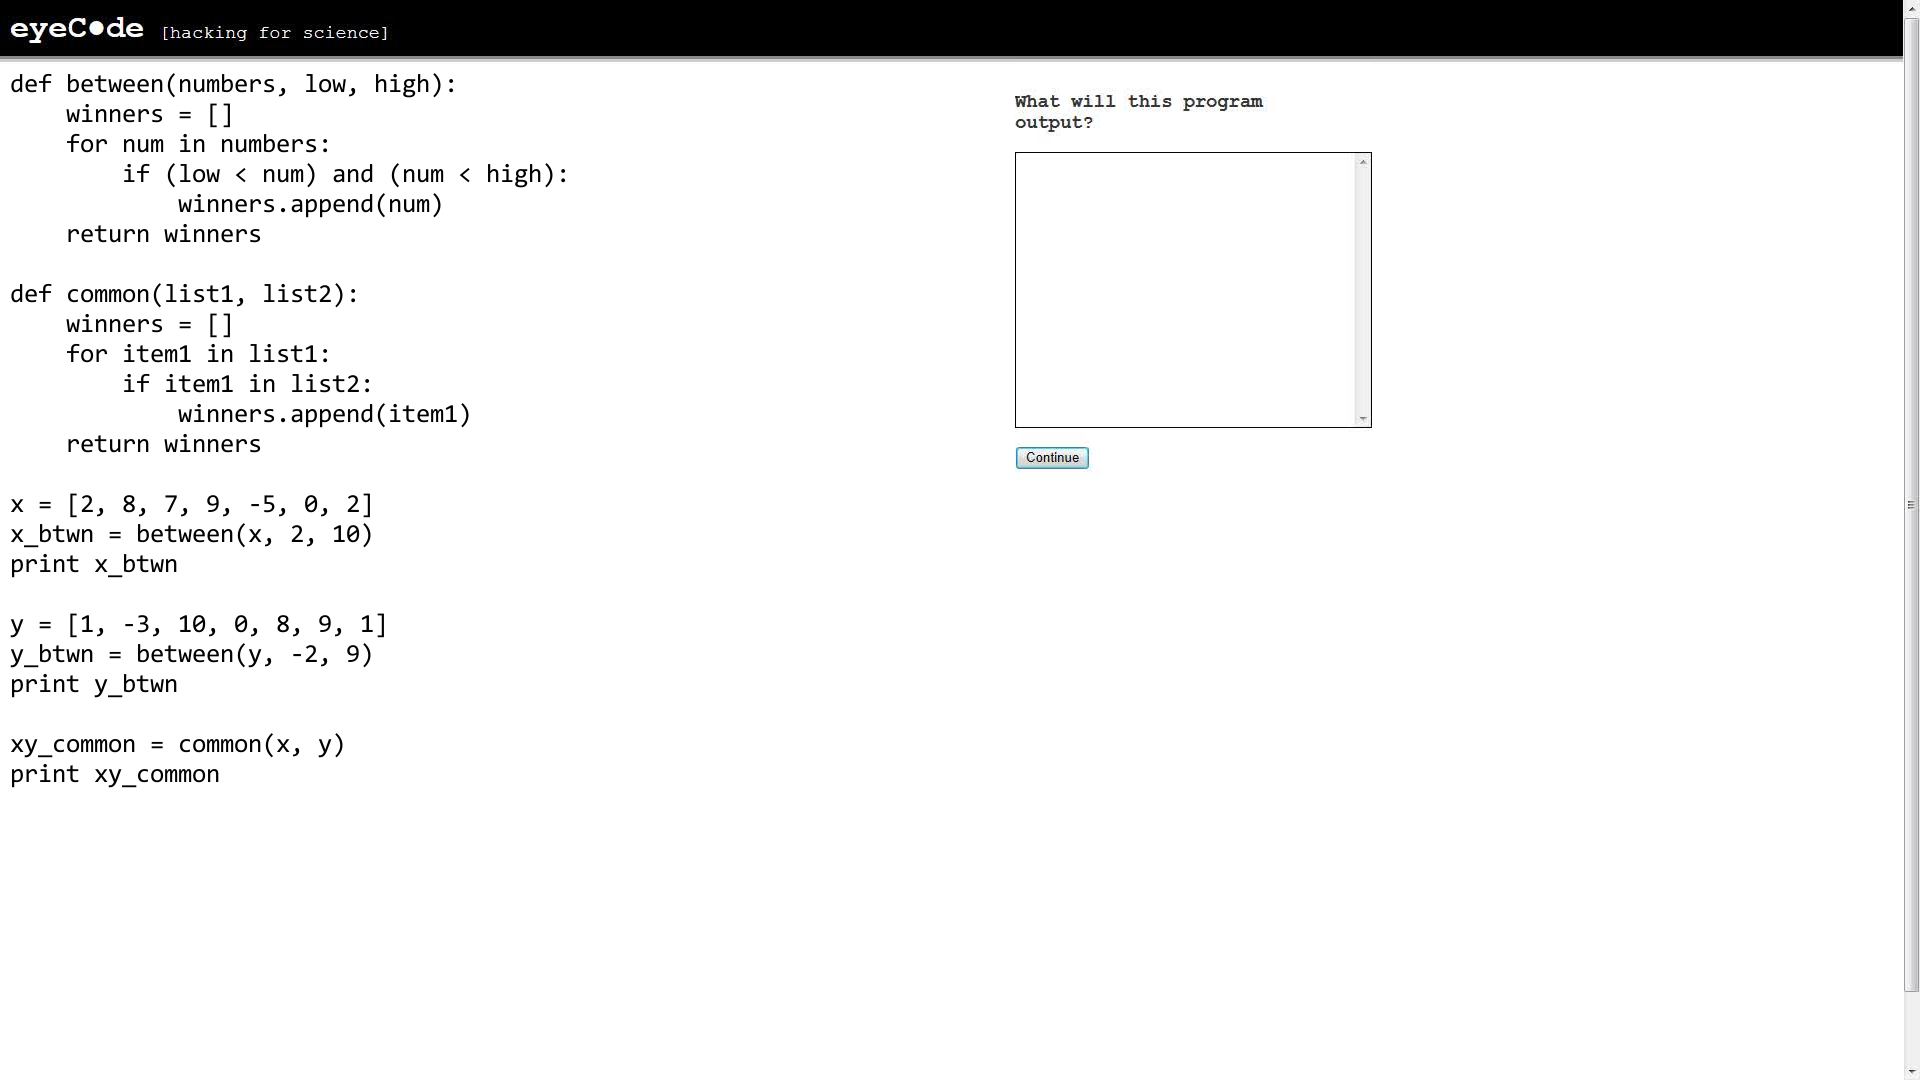 eyeC●de [hacking for science]
def between(numbers, low, high):
    winners = []
    for num in numbers:
        if (low < num) and (num < high):
            winners.append(num)
    return winners

def common(list1, list2):
    winners = []
    for item1 in list1:
        if item1 in list2:
            winners.append(item1)
    return winners

x = [2, 8, 7, 9, -5, 0, 2]
x_btwn = between(x, 2, 10)
print x_btwn

y = [1, -3, 10, 0, 8, 9, 1]
y_btwn = between(y, -2, 9)
print y_btwn

xy_common = common(x, y)
print xy_common
What will this program
output?
Continue